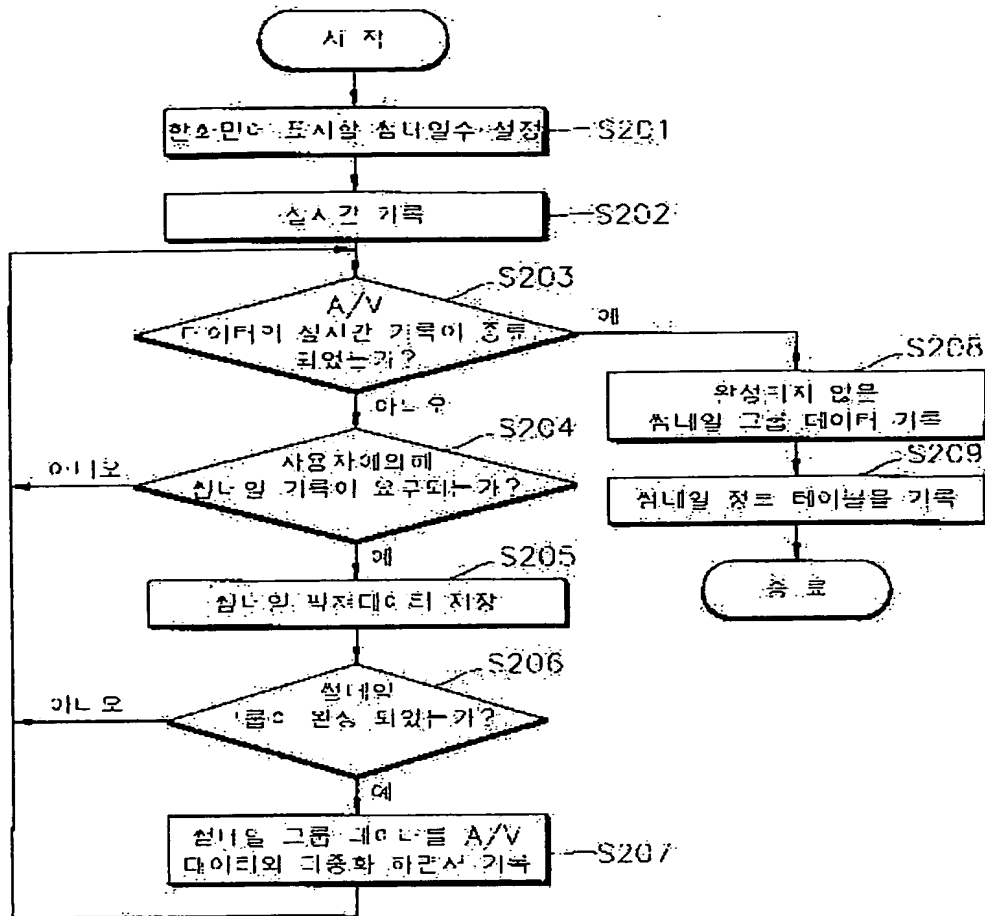 시 작
한화면에 표시할 썸네일수 설정
S201
실시간 기록
S202
S203
A/V
데이터의 실시간 기록이 종료
되었는가?
예
S208
완성되지 않은
썸네일 그룹 데이터 기록
아니오
S204
사용자에의해
썸네일 기록이 요구되는가?
아니오
S209
썸네일 정보 테이블을 기록
예
S205
썸네일 픽쳐데이터 저장
종 료
S206
썸네일
그룹이 완성 되었는가?
아니오
예
썸네일 그룹 데이터를 A/V
데이터와 다중화 하면서 기록
S207